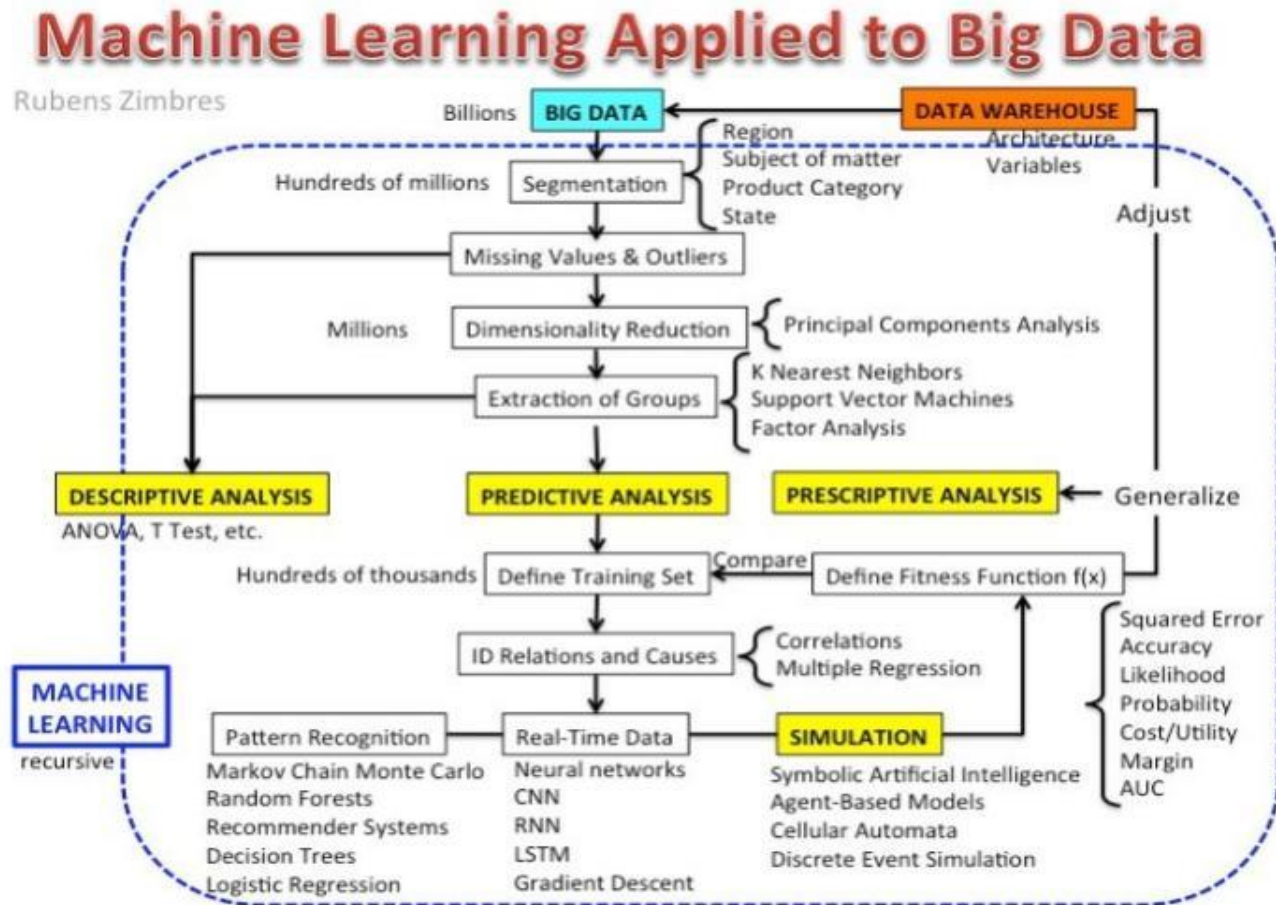 Machine Learning Applied to Big Data
Rubens Zimbres
Billions
BIG DATA
DATA WAREHOUSE
Architecture
Variables
Region
Subject of matter
Product Category
State
Hundreds of millions
Segmentation
Adjust
Missing Values & Outliers
Millions
Dimensionality Reduction
Principal Components Analysis
Extraction of Groups
K Nearest Neighbors
Support Vector Machines
Factor Analysis
DESCRIPTIVE ANALYSIS
ANOVA, T Test, etc.
PREDICTIVE ANALYSIS
PRESCRIPTIVE ANALYSIS
Generalize
Hundreds of thousands
Define Training Set
Compare
Define Fitness Function f(x)
ID Relations and Causes
Correlations
Multiple Regression
Squared Error
Accuracy
Likelihood
Probability
Cost/Utility
Margin
AUC
MACHINE
LEARNING
recursive
Pattern Recognition
Markov Chain Monte Carlo
Random Forests
Recommender Systems
Decision Trees
Logistic Regression
Real-Time Data
Neural networks
CNN
RNN
LSTM
Gradient Descent
SIMULATION
Symbolic Artificial Intelligence
Agent-Based Models
Cellular Automata
Discrete Event Simulation